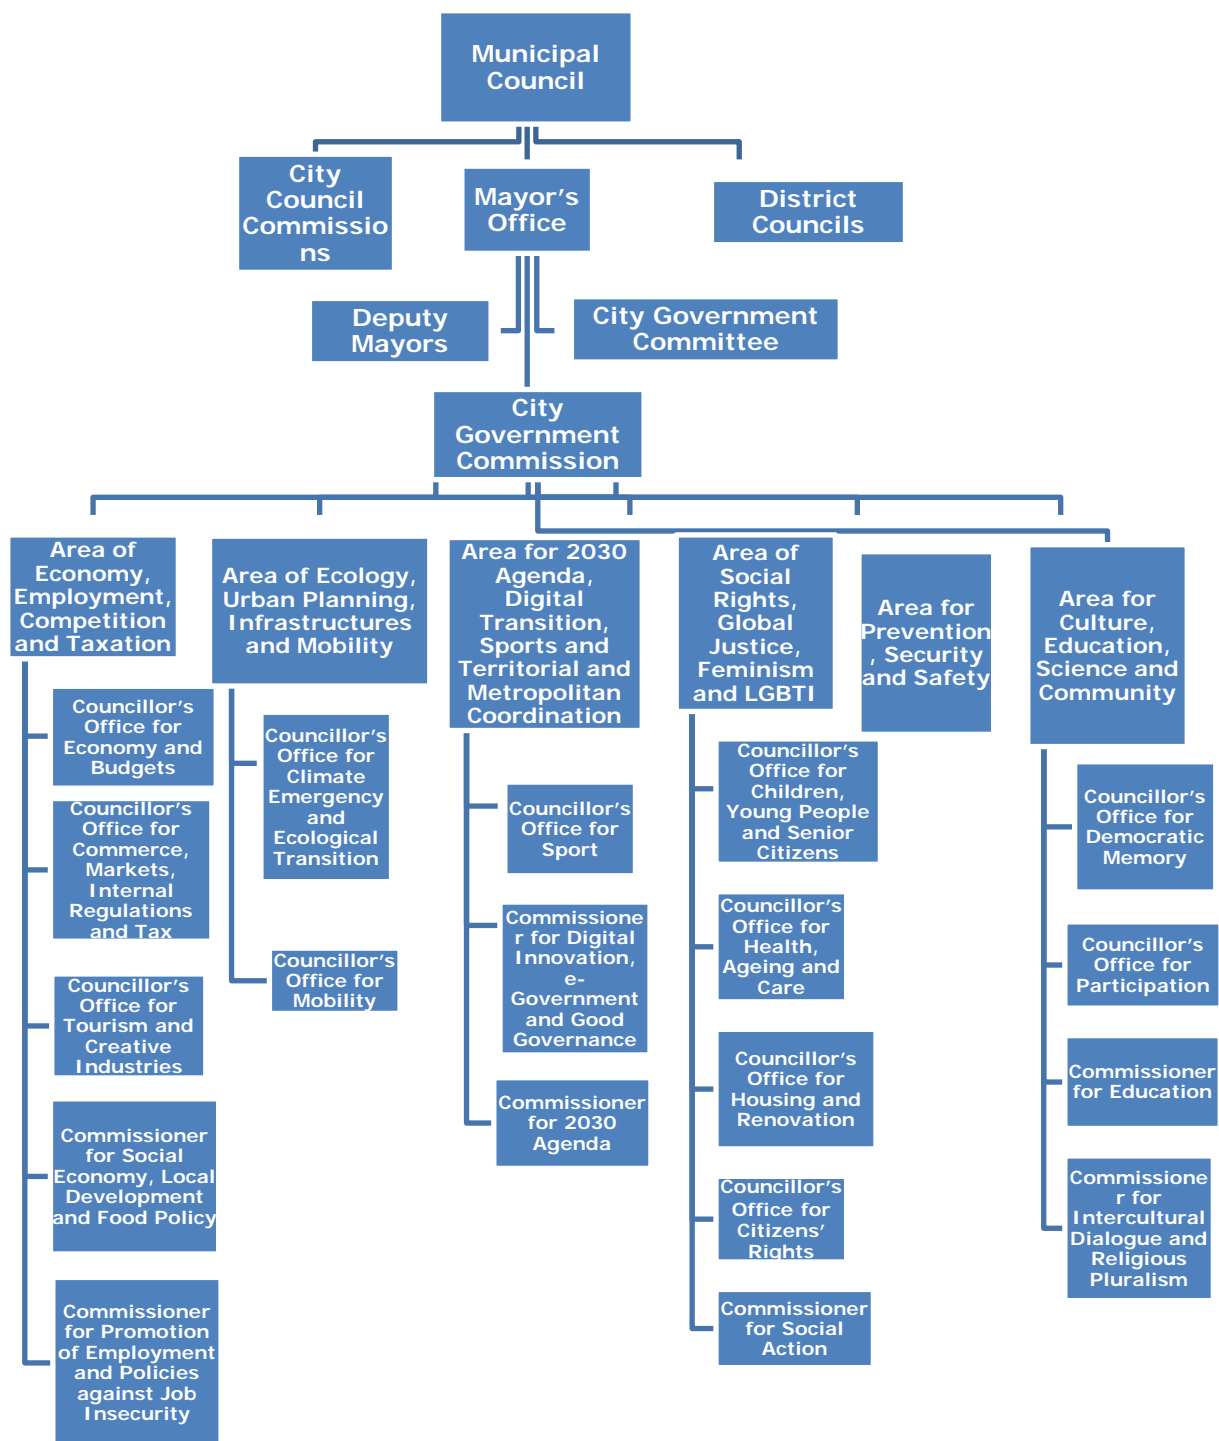 Municipal
Council
City
Council
Commissio
ns
Mayor's
Office
District
Councils
Deputy
Mayors
City Government
Committee
City
Government
Commission
Area of
Economy,
Employment,
Competition
and Taxation
Area of Ecology,
Urban Planning,
Infrastructures
and Mobility
Area for 2030
Agenda,
Digital
Transition,
Sports and
Territorial and
Metropolitan
Coordination
Area of
Social
Rights,
Global
Justice,
Feminism
and LGBTI
Area for
Prevention
, Security
and Safety
Area for
Culture,
Education,
Science and
Community
Councillor's
Office for
Economy and
Budgets
Councillor's
Office for
Commerce,
Markets,
Internal
Regulations
and Tax
Councillor's
Office for
Tourism and
Creative
Industries
Commissioner
for Social
Economy, Local
Development
and Food Policy
Commissioner
for Promotion
of Employment
and Policies
against Job
Insecurity
Councillor's
Office for
Climate
Emergency
and
Ecological
Transition
Councillor's
Office for
Mobility
Councillor's
Office for
Sport
Commissione
r for Digital
Innovation,
e-
Government
and Good
Governance
Commissioner
for 2030
Agenda
Councillor's
Office for
Children,
Young People
and Senior
Citizens
Councillor's
Office for
Health,
Ageing and
Care
Councillor's
Office for
Housing and
Renovation
Councillor's
Office for
Citizens'
Rights
Commissioner
for Social
Action
Councillor's
Office for
Democratic
Memory
Councillor's
Office for
Participation
Commissioner
for Education
Commissione
r for
Intercultural
Dialogue and
Religious
Pluralism